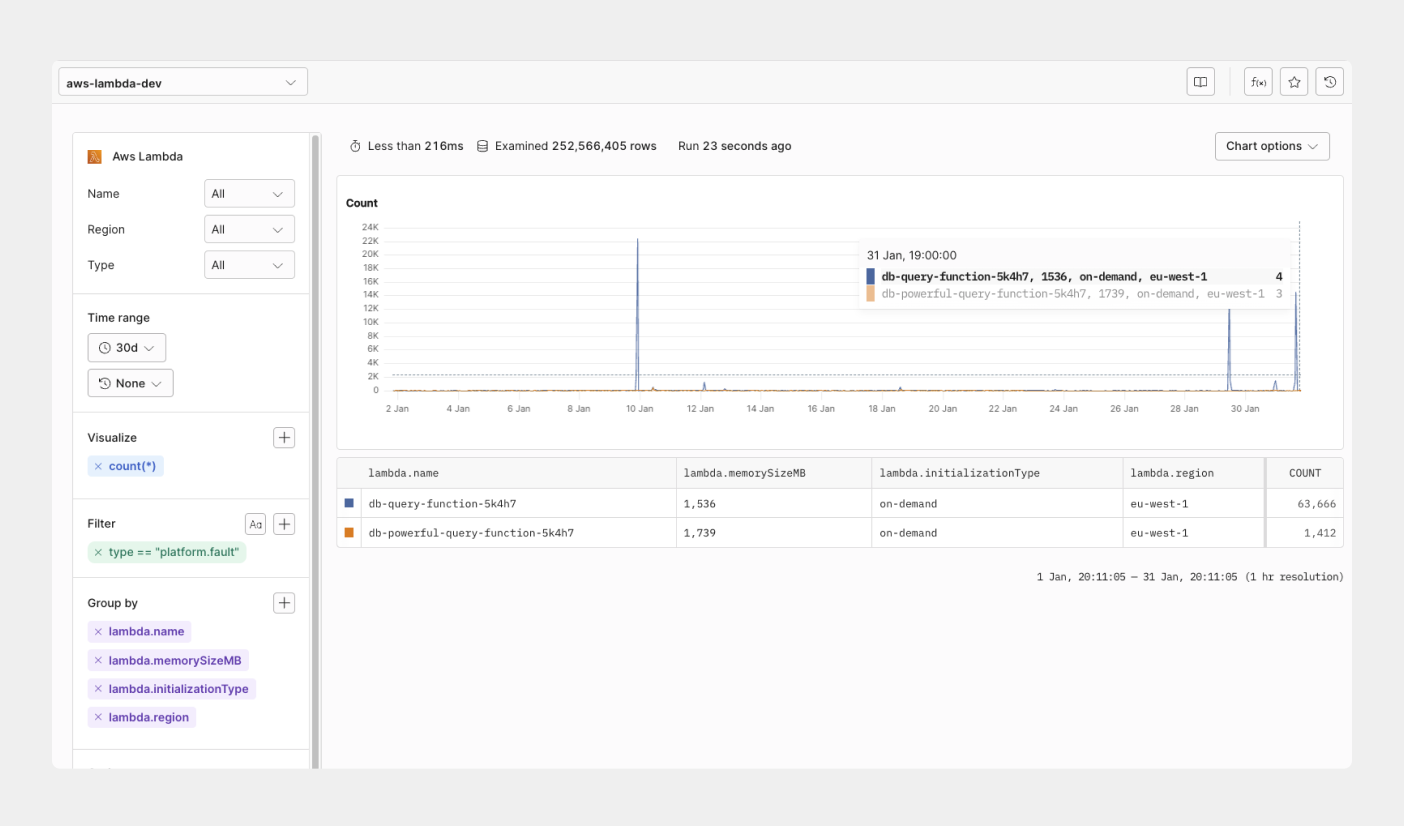 aws-lambda-dev
f(x)
Aws Lambda
Name All
Region All
Type All
Time range
30d
None
Visualize
× count(*)
Filter Aa
× type == "platform.fault"
Group by
× lambda.name
× lambda.memorySizeMB
× lambda.initializationType
× lambda.region
Less than 216ms Examined 252,566,405 rows Run 23 seconds ago
Chart options
Count
24K
22K
20K
18K
16K
14K
12K
10K
8K
6K
4K
2K
0
2 Jan 4 Jan 6 Jan 8 Jan 10 Jan 12 Jan 14 Jan 16 Jan 18 Jan 20 Jan 22 Jan 24 Jan 26 Jan 28 Jan 30 Jan
31 Jan, 19:00:00
db-query-function-5k4h7, 1536, on-demand, eu-west-1 4
db-powerful-query-function-5k4h7, 1739, on-demand, eu-west-1 3
lambda.name lambda.memorySizeMB lambda.initializationType lambda.region COUNT
db-query-function-5k4h7 1,536 on-demand eu-west-1 63,666
db-powerful-query-function-5k4h7 1,739 on-demand eu-west-1 1,412
1 Jan, 20:11:05 — 31 Jan, 20:11:05 (1 hr resolution)